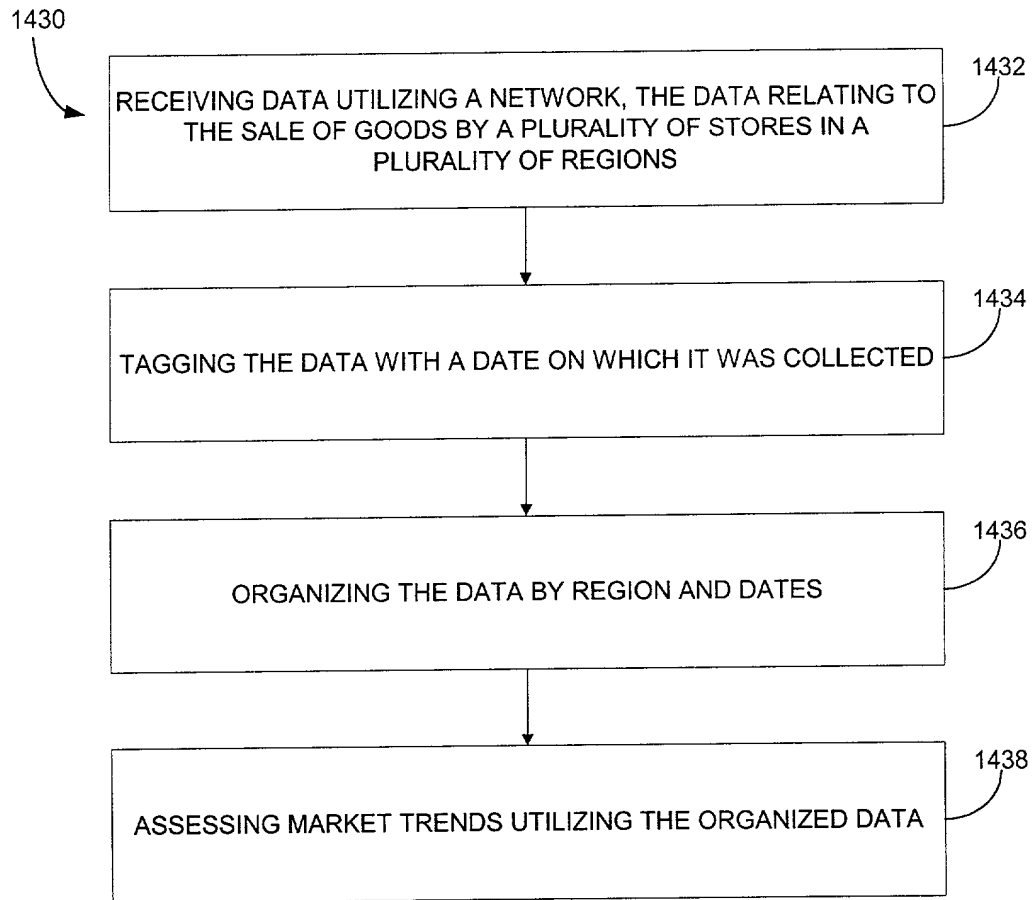 1430
1432
RECEIVING DATA UTILIZING A NETWORK, THE DATA RELATING TO
THE SALE OF GOODS BY A PLURALITY OF STORES IN A
PLURALITY OF REGIONS
1434
TAGGING THE DATA WITH A DATE ON WHICH IT WAS COLLECTED
1436
ORGANIZING THE DATA BY REGION AND DATES
1438
ASSESSING MARKET TRENDS UTILIZING THE ORGANIZED DATA